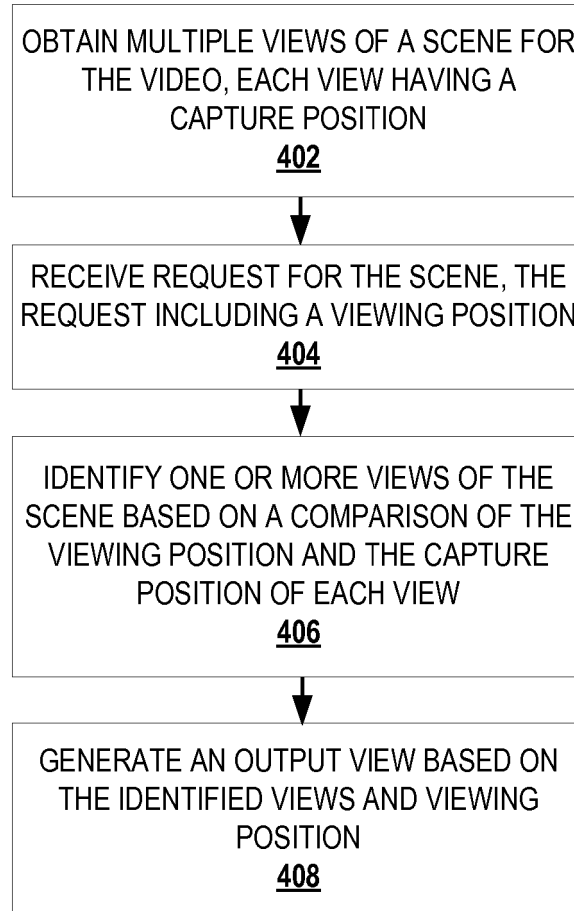 OBTAIN MULTIPLE VIEWS OF A SCENE FOR
THE VIDEO, EACH VIEW HAVING A
CAPTURE POSITION
402
RECEIVE REQUEST FOR THE SCENE, THE
REQUEST INCLUDING A VIEWING POSITION
404
IDENTIFY ONE OR MORE VIEWS OF THE
SCENE BASED ON A COMPARISON OF THE
VIEWING POSITION AND THE CAPTURE
POSITION OF EACH VIEW
406
GENERATE AN OUTPUT VIEW BASED ON
THE IDENTIFIED VIEWS AND VIEWING
POSITION
408